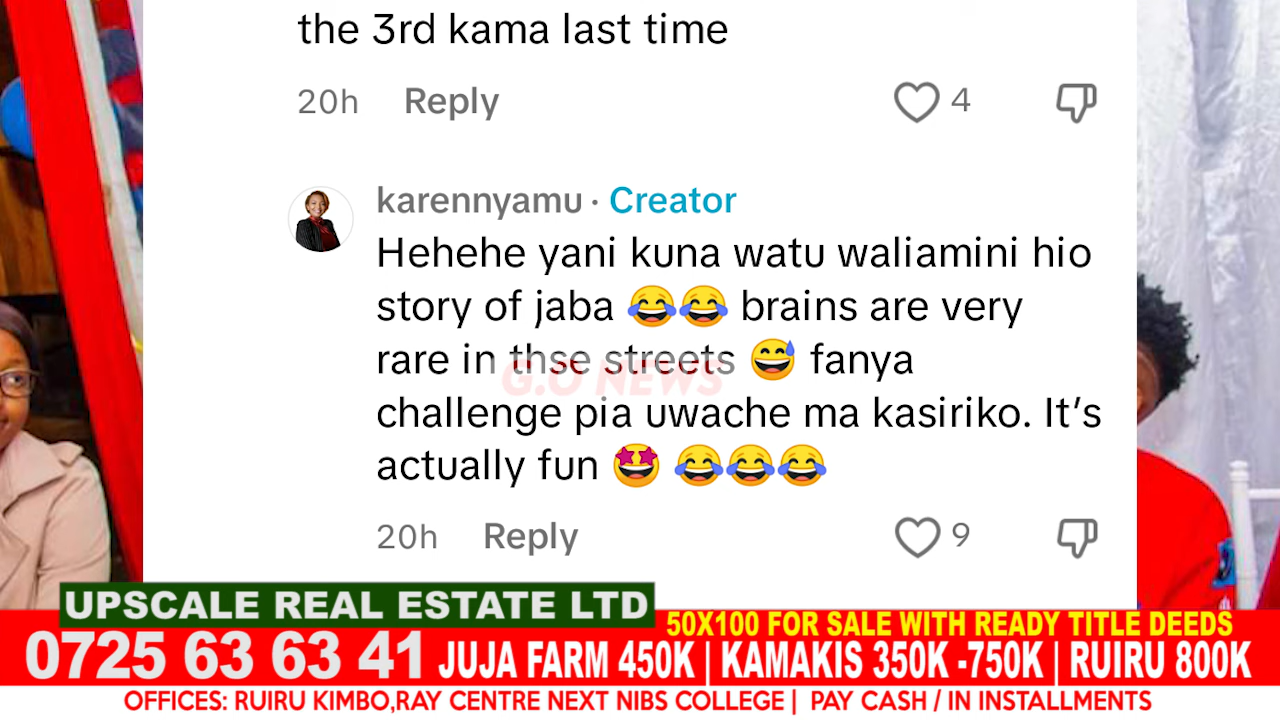 the 3rd kama last time
20h Reply 4
karennyamu · Creator
Hehehe yani kuna watu waliamini hio
story of jaba 😂😂 brains are very
rare in thse streets 😅 fanya
challenge pia uwache ma kasiriko. It's
actually fun 🤩 😂😂😂
G.O NEWS
20h Reply 9
UPSCALE REAL ESTATE LTD
50X100 FOR SALE WITH READY TITLE DEEDS
0725 63 63 41 JUJA FARM 450K | KAMAKIS 350K -750K | RUIRU 800K
OFFICES: RUIRU KIMBO,RAY CENTRE NEXT NIBS COLLEGE | PAY CASH / IN INSTALLMENTS